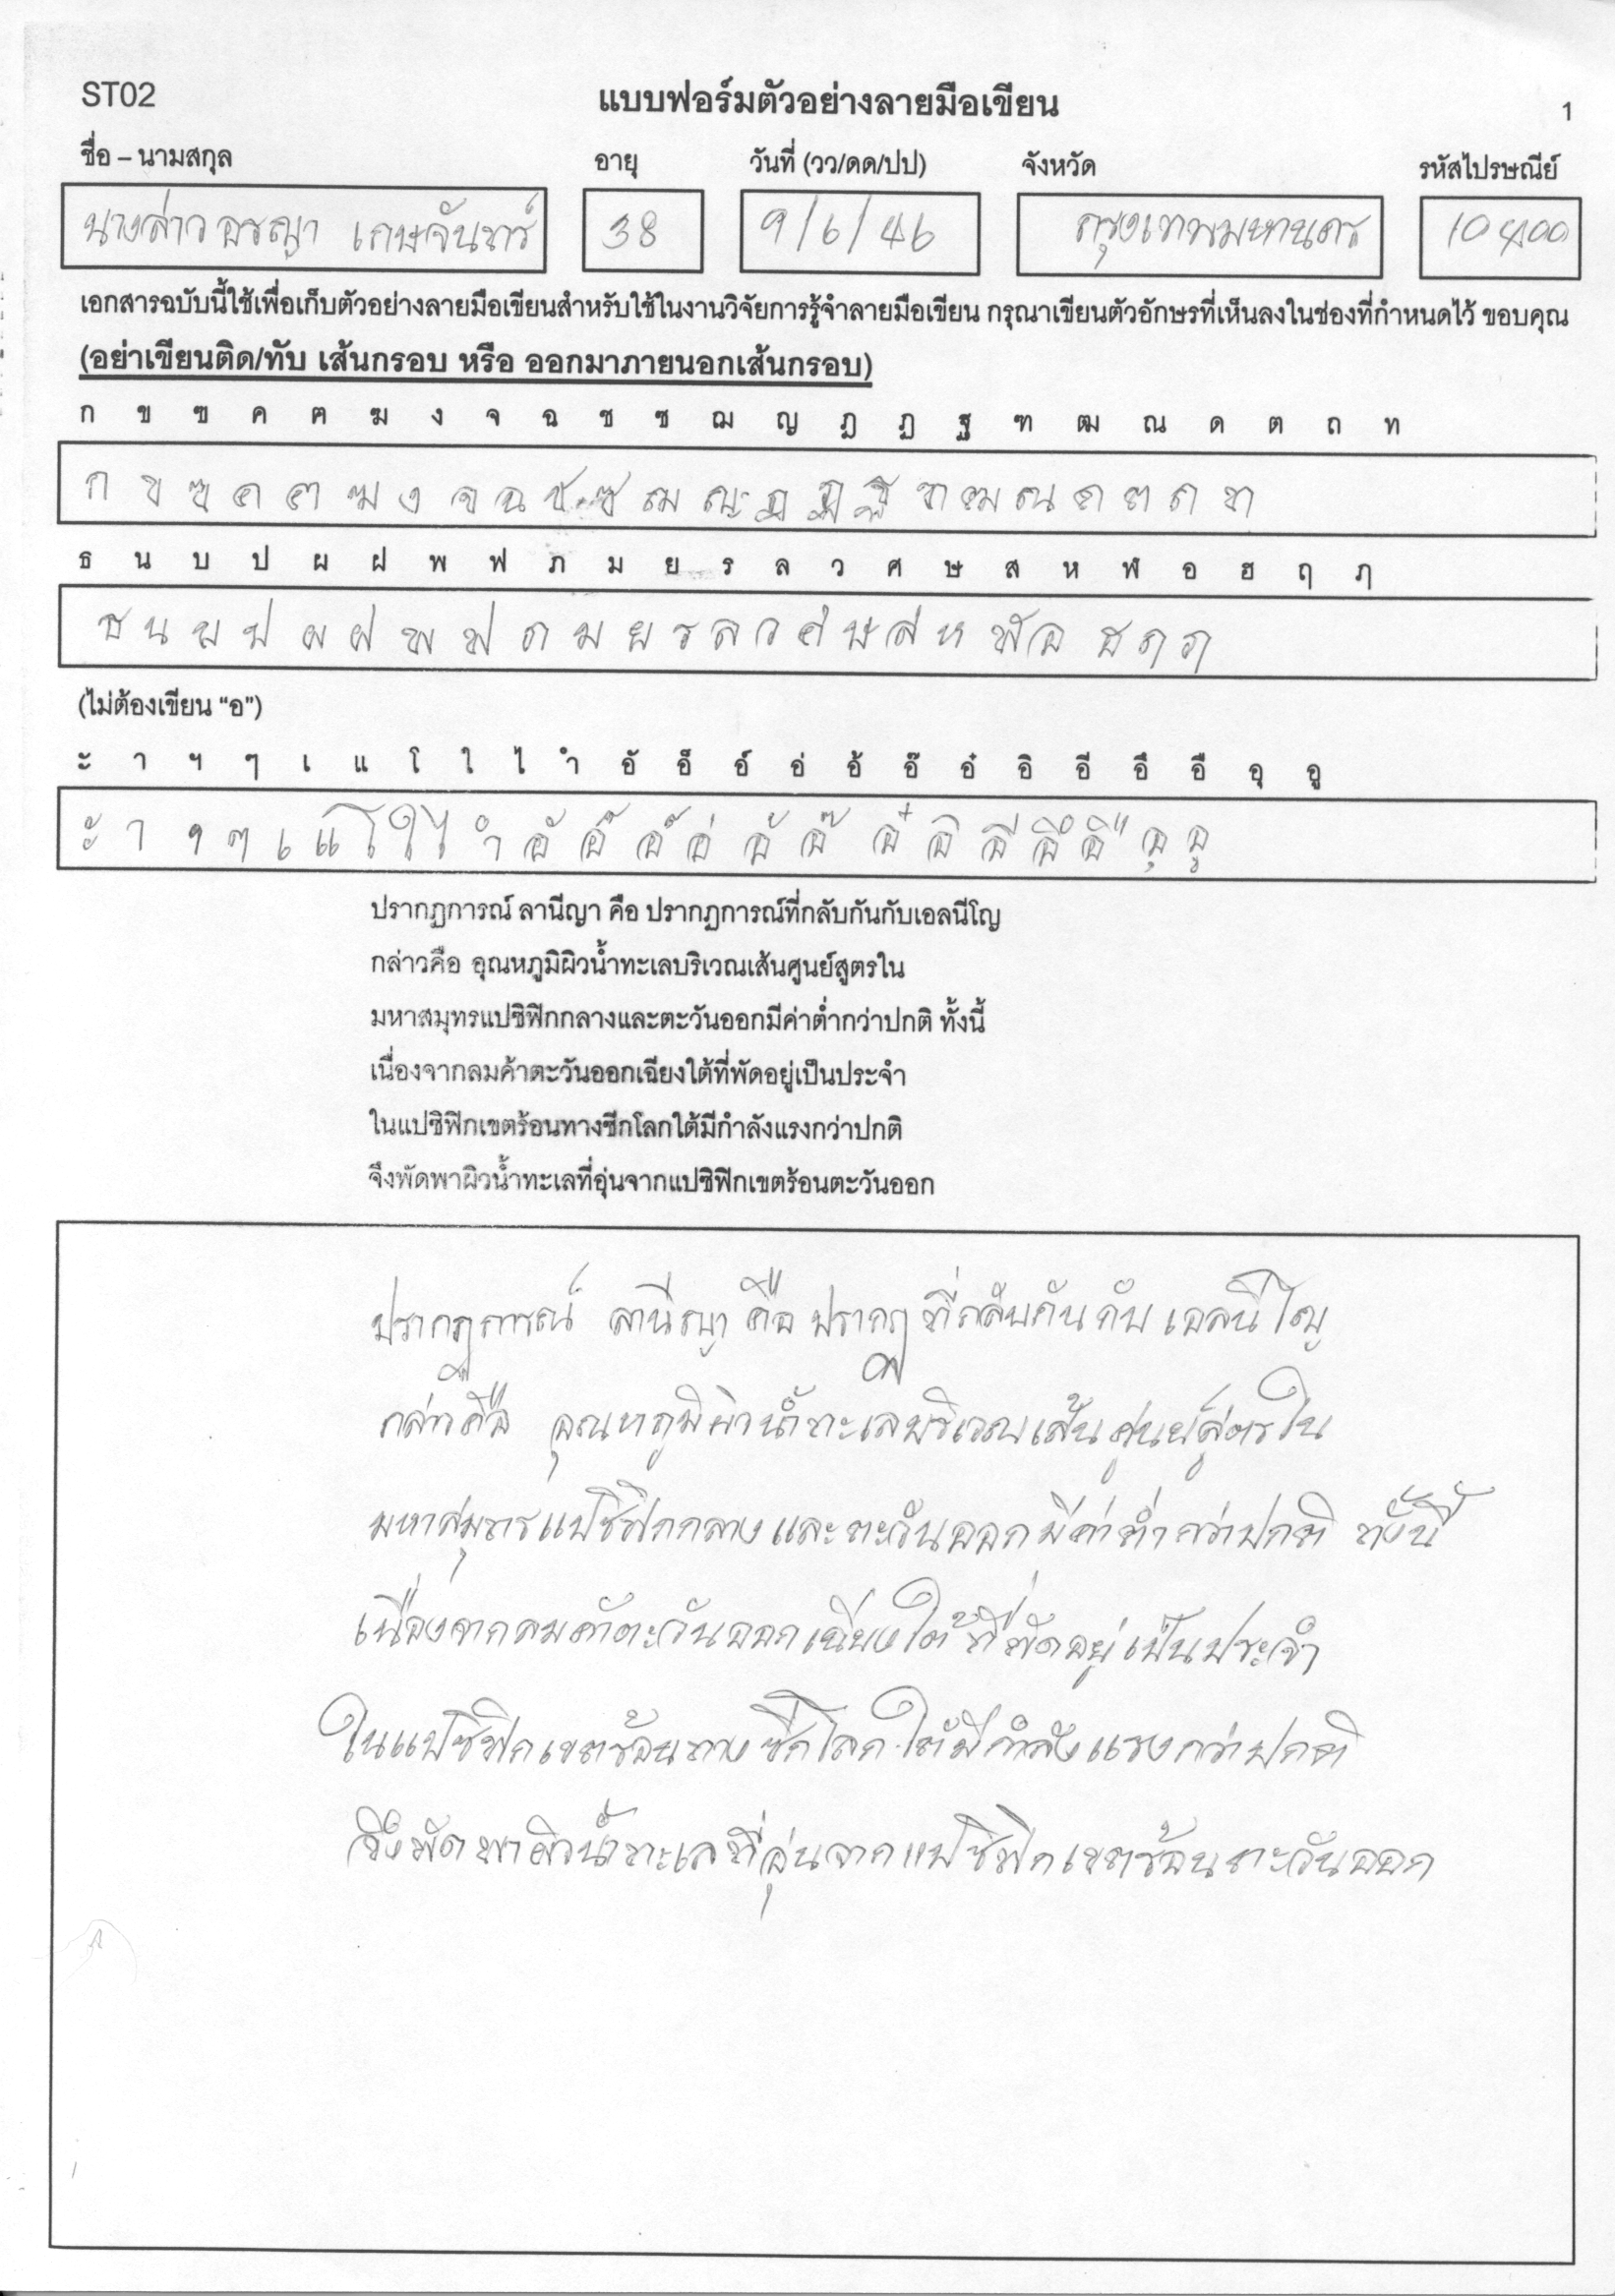 ST02
แบบฟอร์มตัวอย่างลายมือเขียน
1
ชื่อ – นามสกุล อายุ วันที่ (วว/ดด/ปป) จังหวัด รหัสไปรษณีย์
นางสาว อรญา เกษจันทร์ 38 9/6/46 กรุงเทพมหานคร 10400
เอกสารฉบับนี้ใช้เพื่อเก็บตัวอย่างลายมือเขียนสำหรับใช้ในงานวิจัยการรู้จำลายมือเขียน กรุณาเขียนตัวอักษรที่เห็นลงในช่องที่กำหนดไว้ ขอบคุณ
(อย่าเขียนติด/ทับ เส้นกรอบ หรือ ออกมาภายนอกเส้นกรอบ)
ก ข ฃ ค ฅ ฆ ง จ ฉ ช ซ ฌ ญ ฎ ฏ ฐ ฑ ฒ ณ ด ต ถ ท
ก ข ฃ ค ฅ ฆ ง จ ฉ ช ซ ฌ ญ ฎ ฏ ฐ ฑ ฒ ณ ด ต ถ ท
ธ น บ ป ผ ฝ พ ฟ ภ ม ย ร ล ว ศ ษ ส ห ฬ อ ฮ ฤ ฦ
ธ น บ ป ผ ฝ พ ฟ ภ ม ย ร ล ว ศ ษ ส ห ฬ อ ฮ ฤ ฦ
(ไม่ต้องเขียน “อ”)
ะ า ฯ ๆ เ แ โ ใ ไ ำ อั อ็ อ์ อ่ อ้ อ๊ อ๋ อิ อี อึ อื อุ อู
ะ า ฯ ๆ เ แ โ ใ ไ ำ อั อ็ อ์ อ่ อ้ อ๊ อ๋ อิ อี อึ อื อุ อู
ปรากฏการณ์ ลานีญา คือ ปรากฏการณ์ที่กลับกันกับเอลนีโญ
กล่าวคือ อุณหภูมิผิวน้ำทะเลบริเวณเส้นศูนย์สูตรใน
มหาสมุทรแปซิฟิกกลางและตะวันออกมีค่าต่ำกว่าปกติ ทั้งนี้
เนื่องจากลมค้าตะวันออกเฉียงใต้ที่พัดอยู่เป็นประจำ
ในแปซิฟิกเขตร้อนทางซีกโลกใต้มีกำลังแรงกว่าปกติ
จึงพัดพาผิวน้ำทะเลที่อุ่นจากแปซิฟิกเขตร้อนตะวันออก
ปรากฏการณ์ ลานีญา คือ ปรากฏ ที่กลับกัน กับ เอลนีโญ
กล่าวคือ อุณหภูมิผิวน้ำทะเลบริเวณเส้นศูนย์สูตรใน
มหาสมุทรแปซิฟิกกลางและตะวันออกมีค่าต่ำกว่าปกติ ทั้งนี้
เนื่องจากลมค้าตะวันออกเฉียงใต้ที่พัดอยู่เป็นประจำ
ในแปซิฟิกเขตร้อนทางซีกโลกใต้มีกำลังแรงกว่าปกติ
จึงพัดพาผิวน้ำทะเลที่อุ่นจากแปซิฟิกเขตร้อนตะวันออก